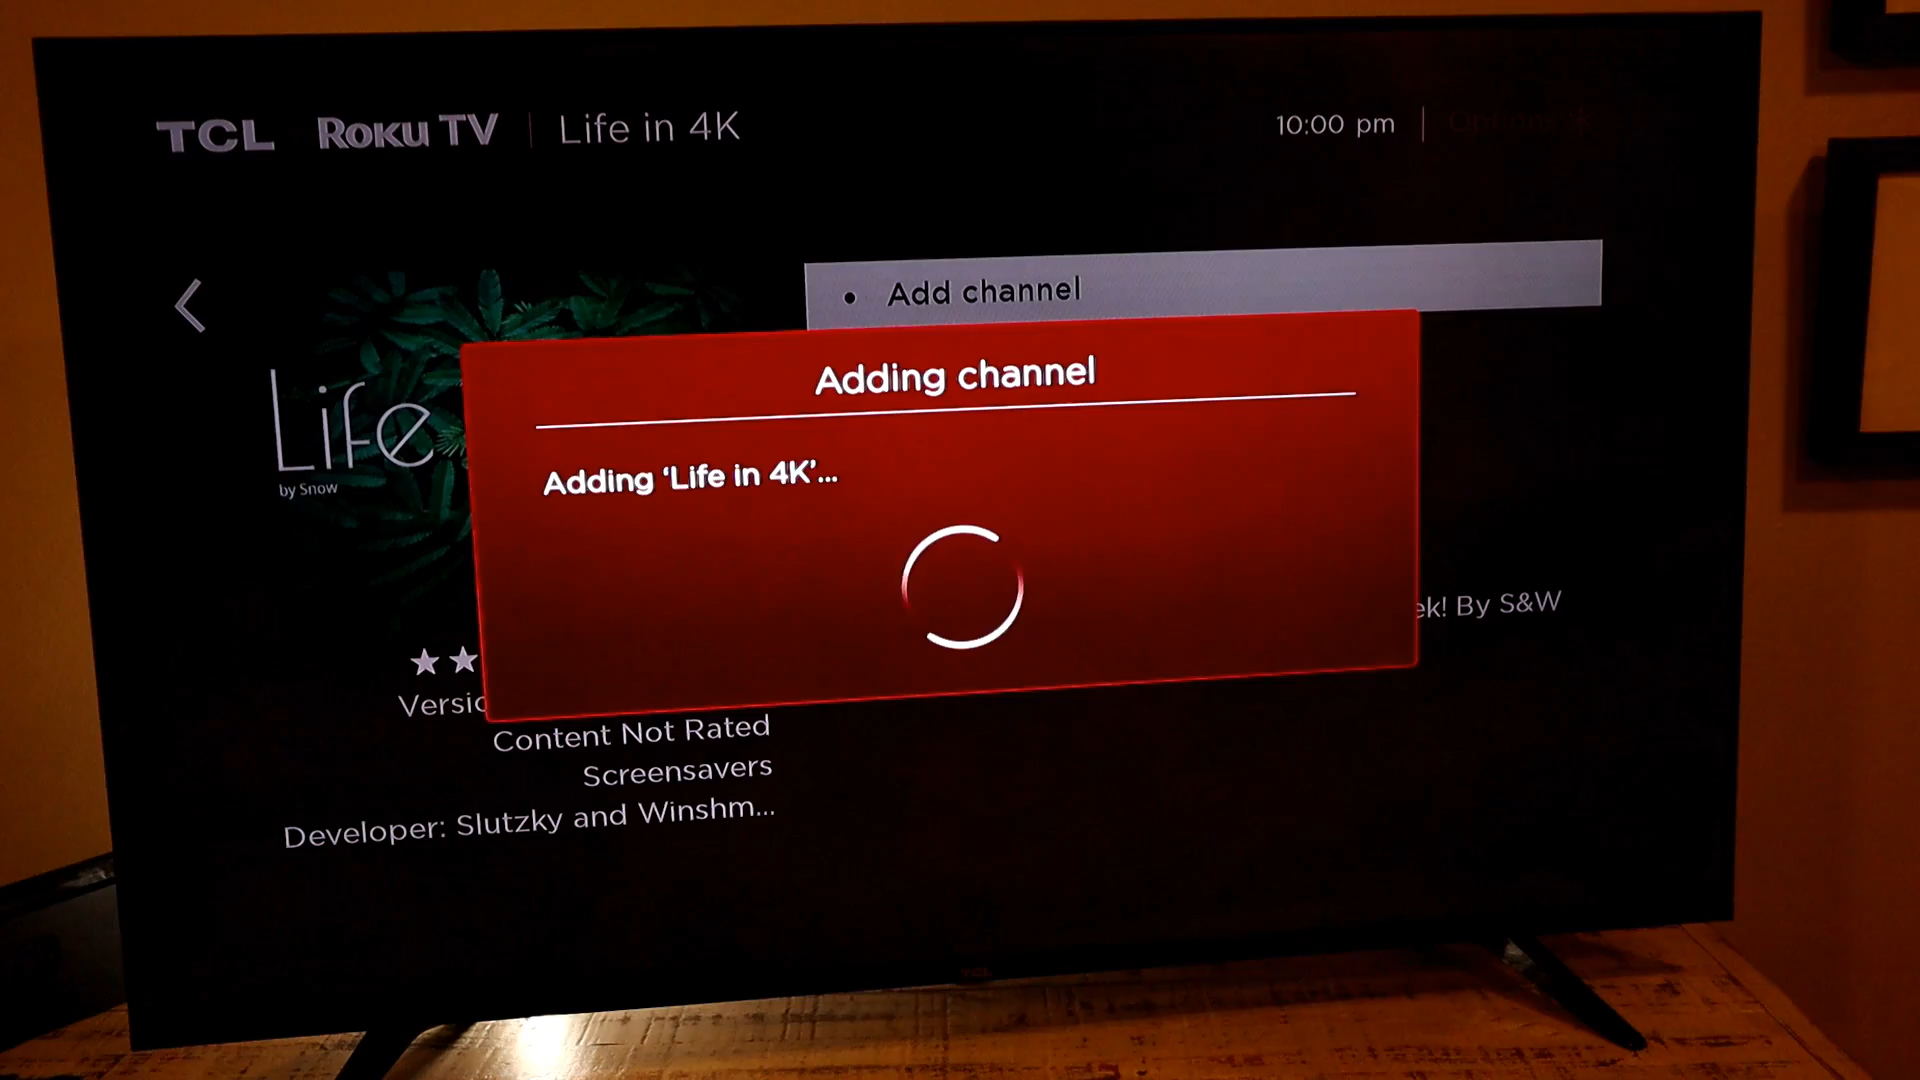 TCL Roku TV | Life in 4K
10:00 pm |
Add channel
Adding channel
Adding ‘Life in 4K’...
Life
by Snow
ek! By S&W
Versic
Content Not Rated
Screensavers
Developer: Slutzky and Winshm...